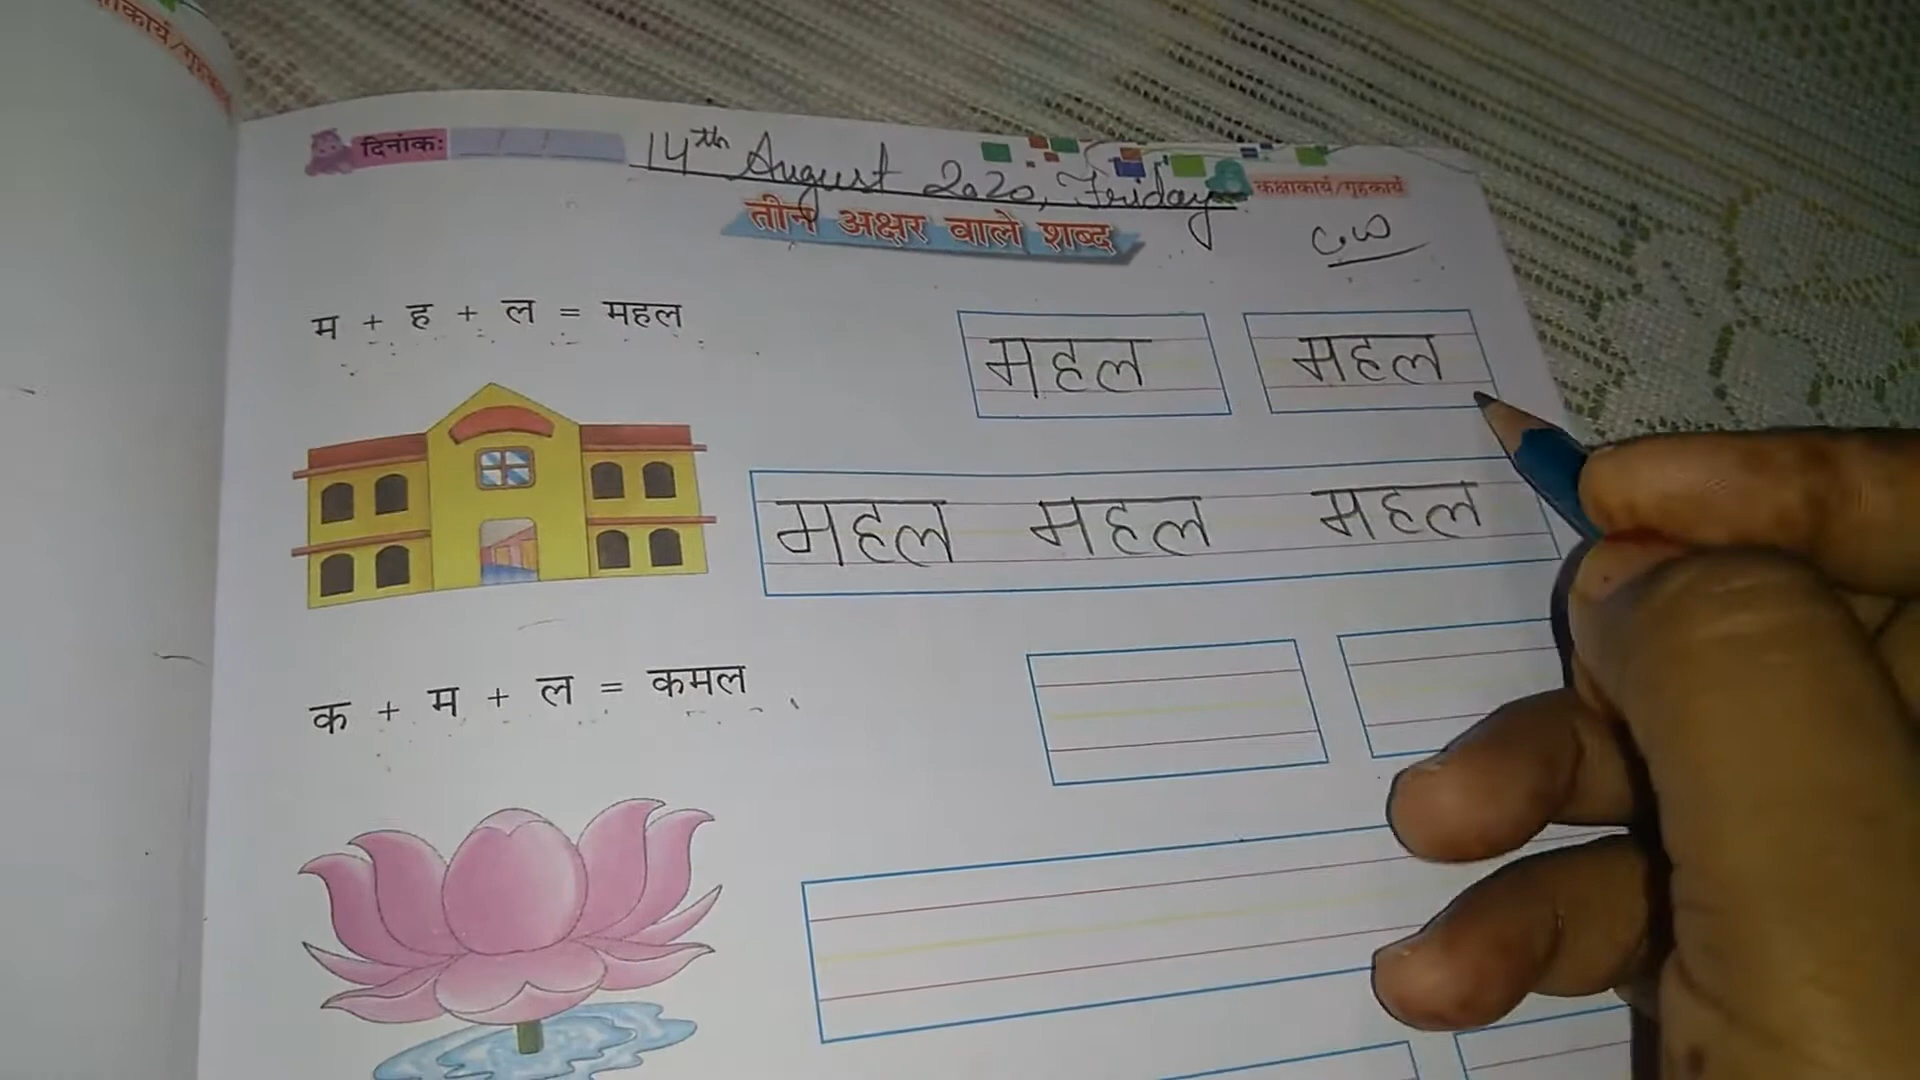 दिनांक:
14th August 2020, Friday
कक्षाकार्य/गृहकार्य
तीन अक्षर वाले शब्द
C.W
म + ह + ल = महल
महल
महल
महल महल महल
क + म + ल = कमल